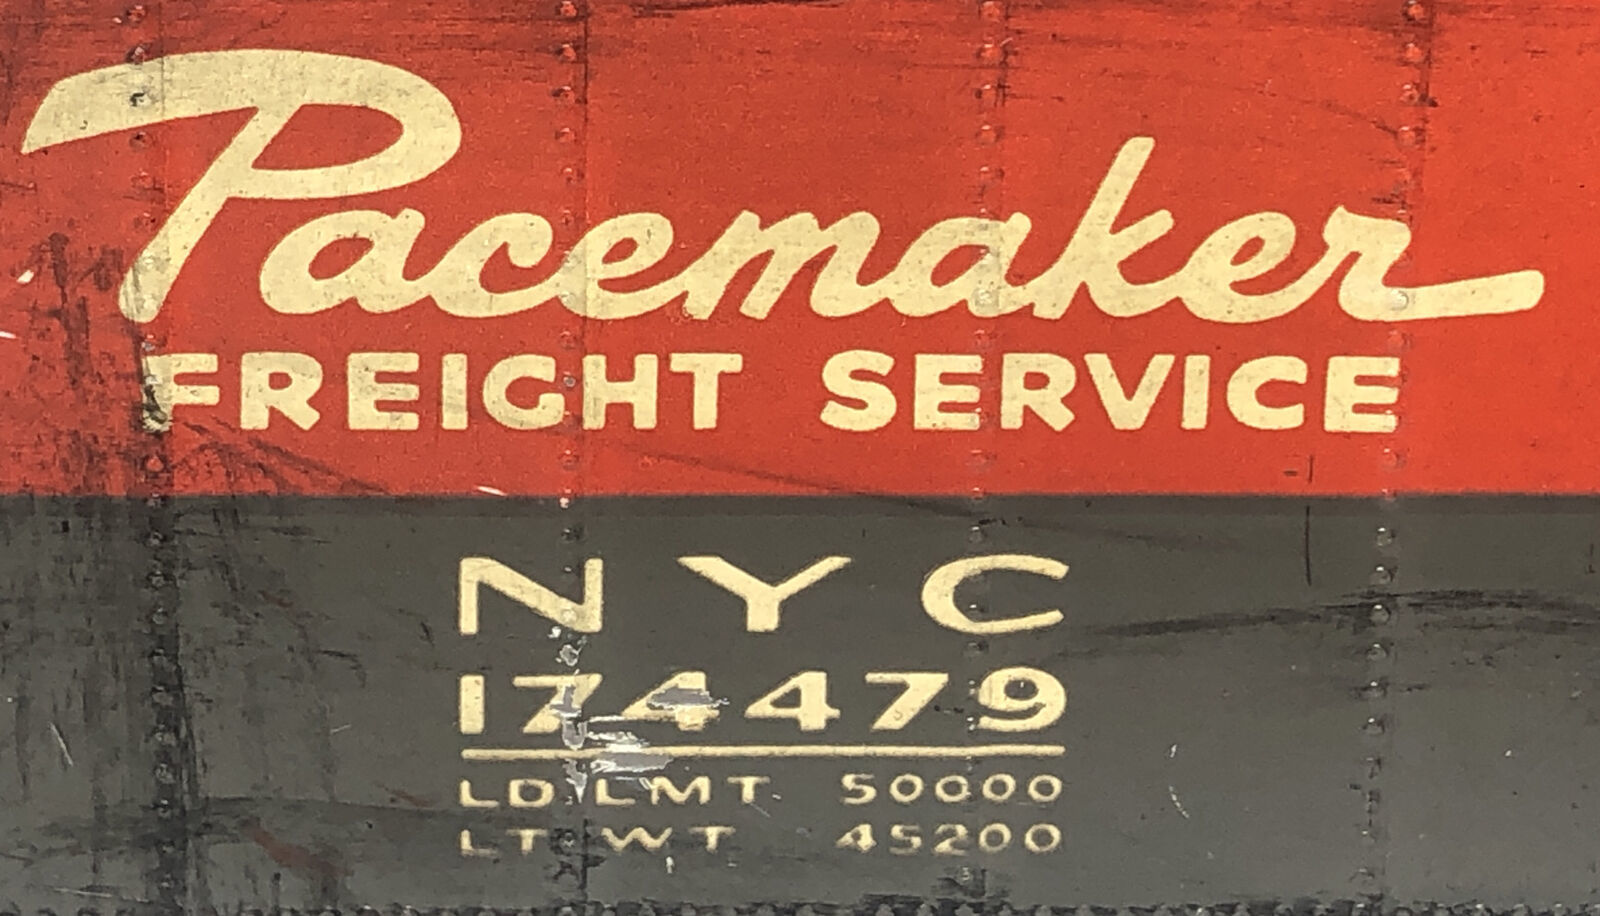 Pacemaker
FREIGHT SERVICE
NYC
174479
LD LMT 50000
LT WT 45200